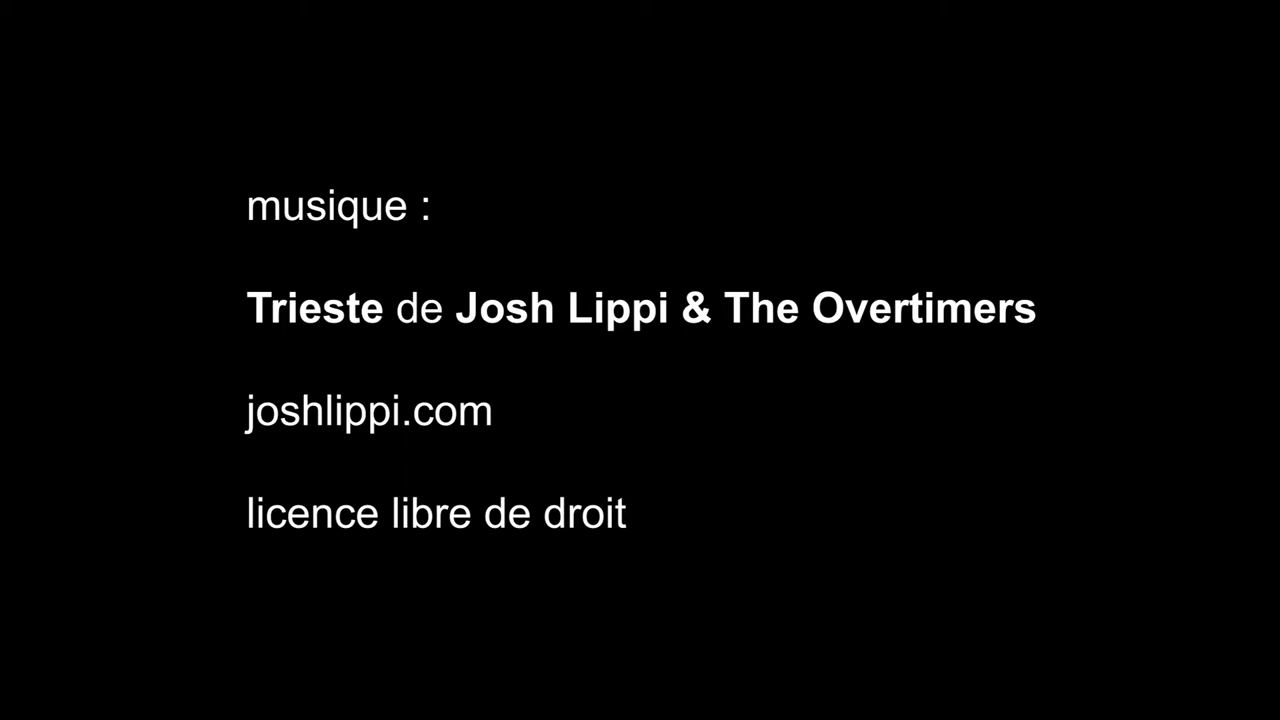 musique :
Trieste de Josh Lippi & The Overtimers
joshlippi.com
licence libre de droit